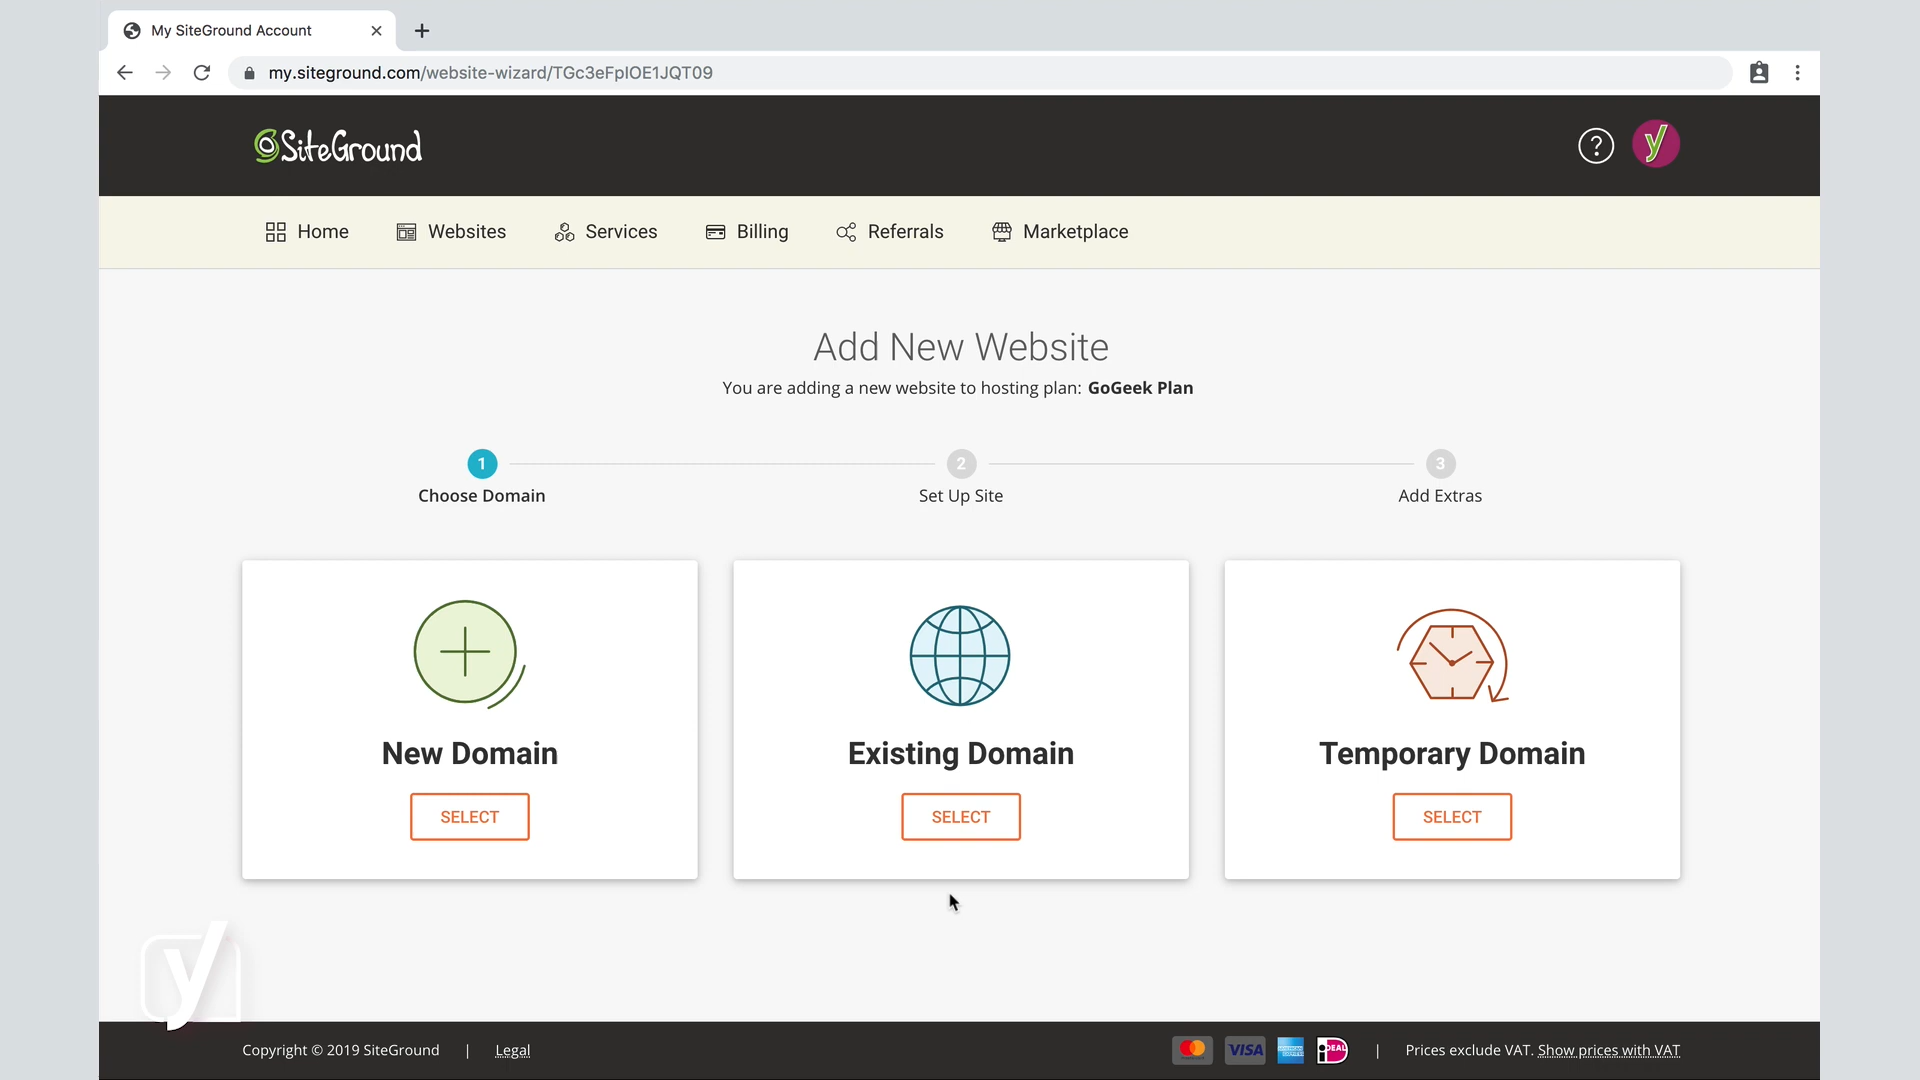 My SiteGround Account
my.siteground.com/website-wizard/TGc3eFpIOE1JQT09
SiteGround
?
y
Home
Websites
Services
Billing
Referrals
Marketplace
Add New Website
You are adding a new website to hosting plan: GoGeek Plan
1
2
3
Choose Domain
Set Up Site
Add Extras
New Domain
Existing Domain
Temporary Domain
SELECT
SELECT
SELECT
y
Copyright © 2019 SiteGround | Legal
VISA
iDEAL
| Prices exclude VAT. Show prices with VAT